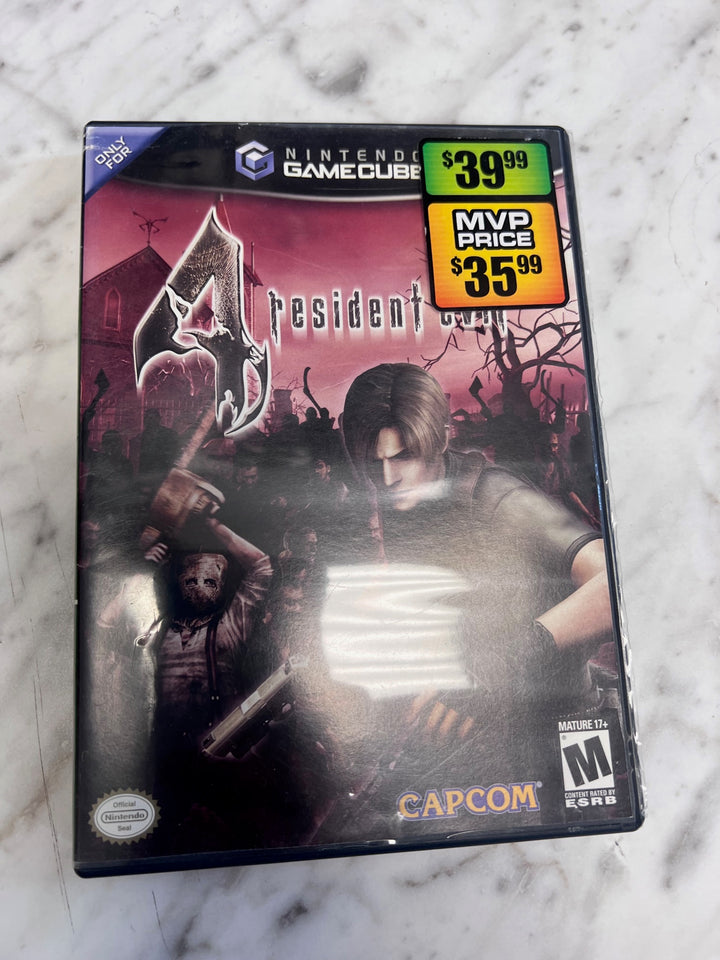 ONLY
FOR
NINTENDO
GAMECUBE
$39.99
MVP
PRICE
$35.99
4
resident evil
MATURE 17+
M
CONTENT RATED BY
ESRB
CAPCOM
Official
Nintendo
Seal